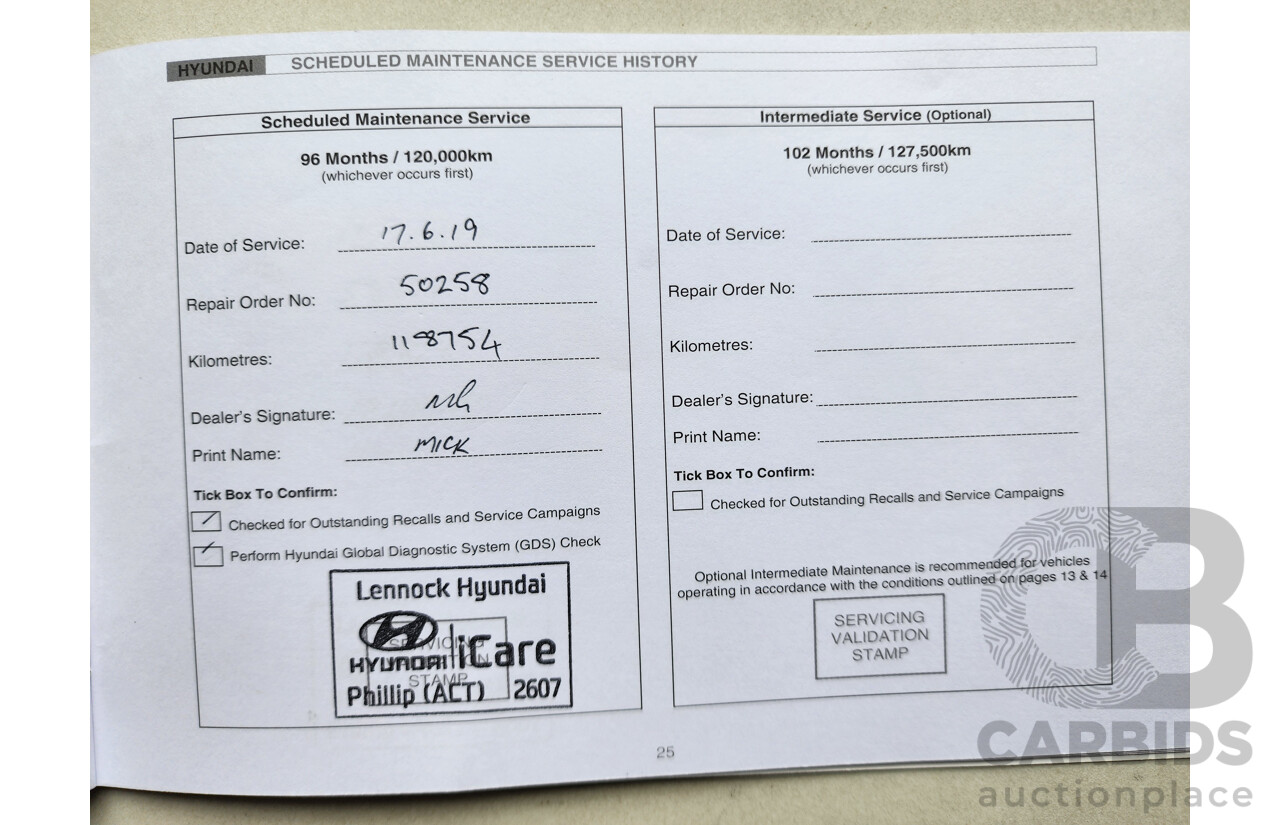 HYUNDAI SCHEDULED MAINTENANCE SERVICE HISTORY
Scheduled Maintenance Service
96 Months / 120,000km
(whichever occurs first)
Date of Service: 17.6.19
Repair Order No: 50258
Kilometres: 118754
Dealer's Signature:
Print Name: MICK
Tick Box To Confirm:
Checked for Outstanding Recalls and Service Campaigns
Perform Hyundai Global Diagnostic System (GDS) Check
Lennock Hyundai
HYUNDAI iCare
Phillip (ACT) 2607
SERVICING
VALIDATION
STAMP
Intermediate Service (Optional)
102 Months / 127,500km
(whichever occurs first)
Date of Service:
Repair Order No:
Kilometres:
Dealer's Signature:
Print Name:
Tick Box To Confirm:
Checked for Outstanding Recalls and Service Campaigns
Optional Intermediate Maintenance is recommended for vehicles
operating in accordance with the conditions outlined on pages 13 & 14
SERVICING
VALIDATION
STAMP
25
CB
CARBIDS
auctionplace